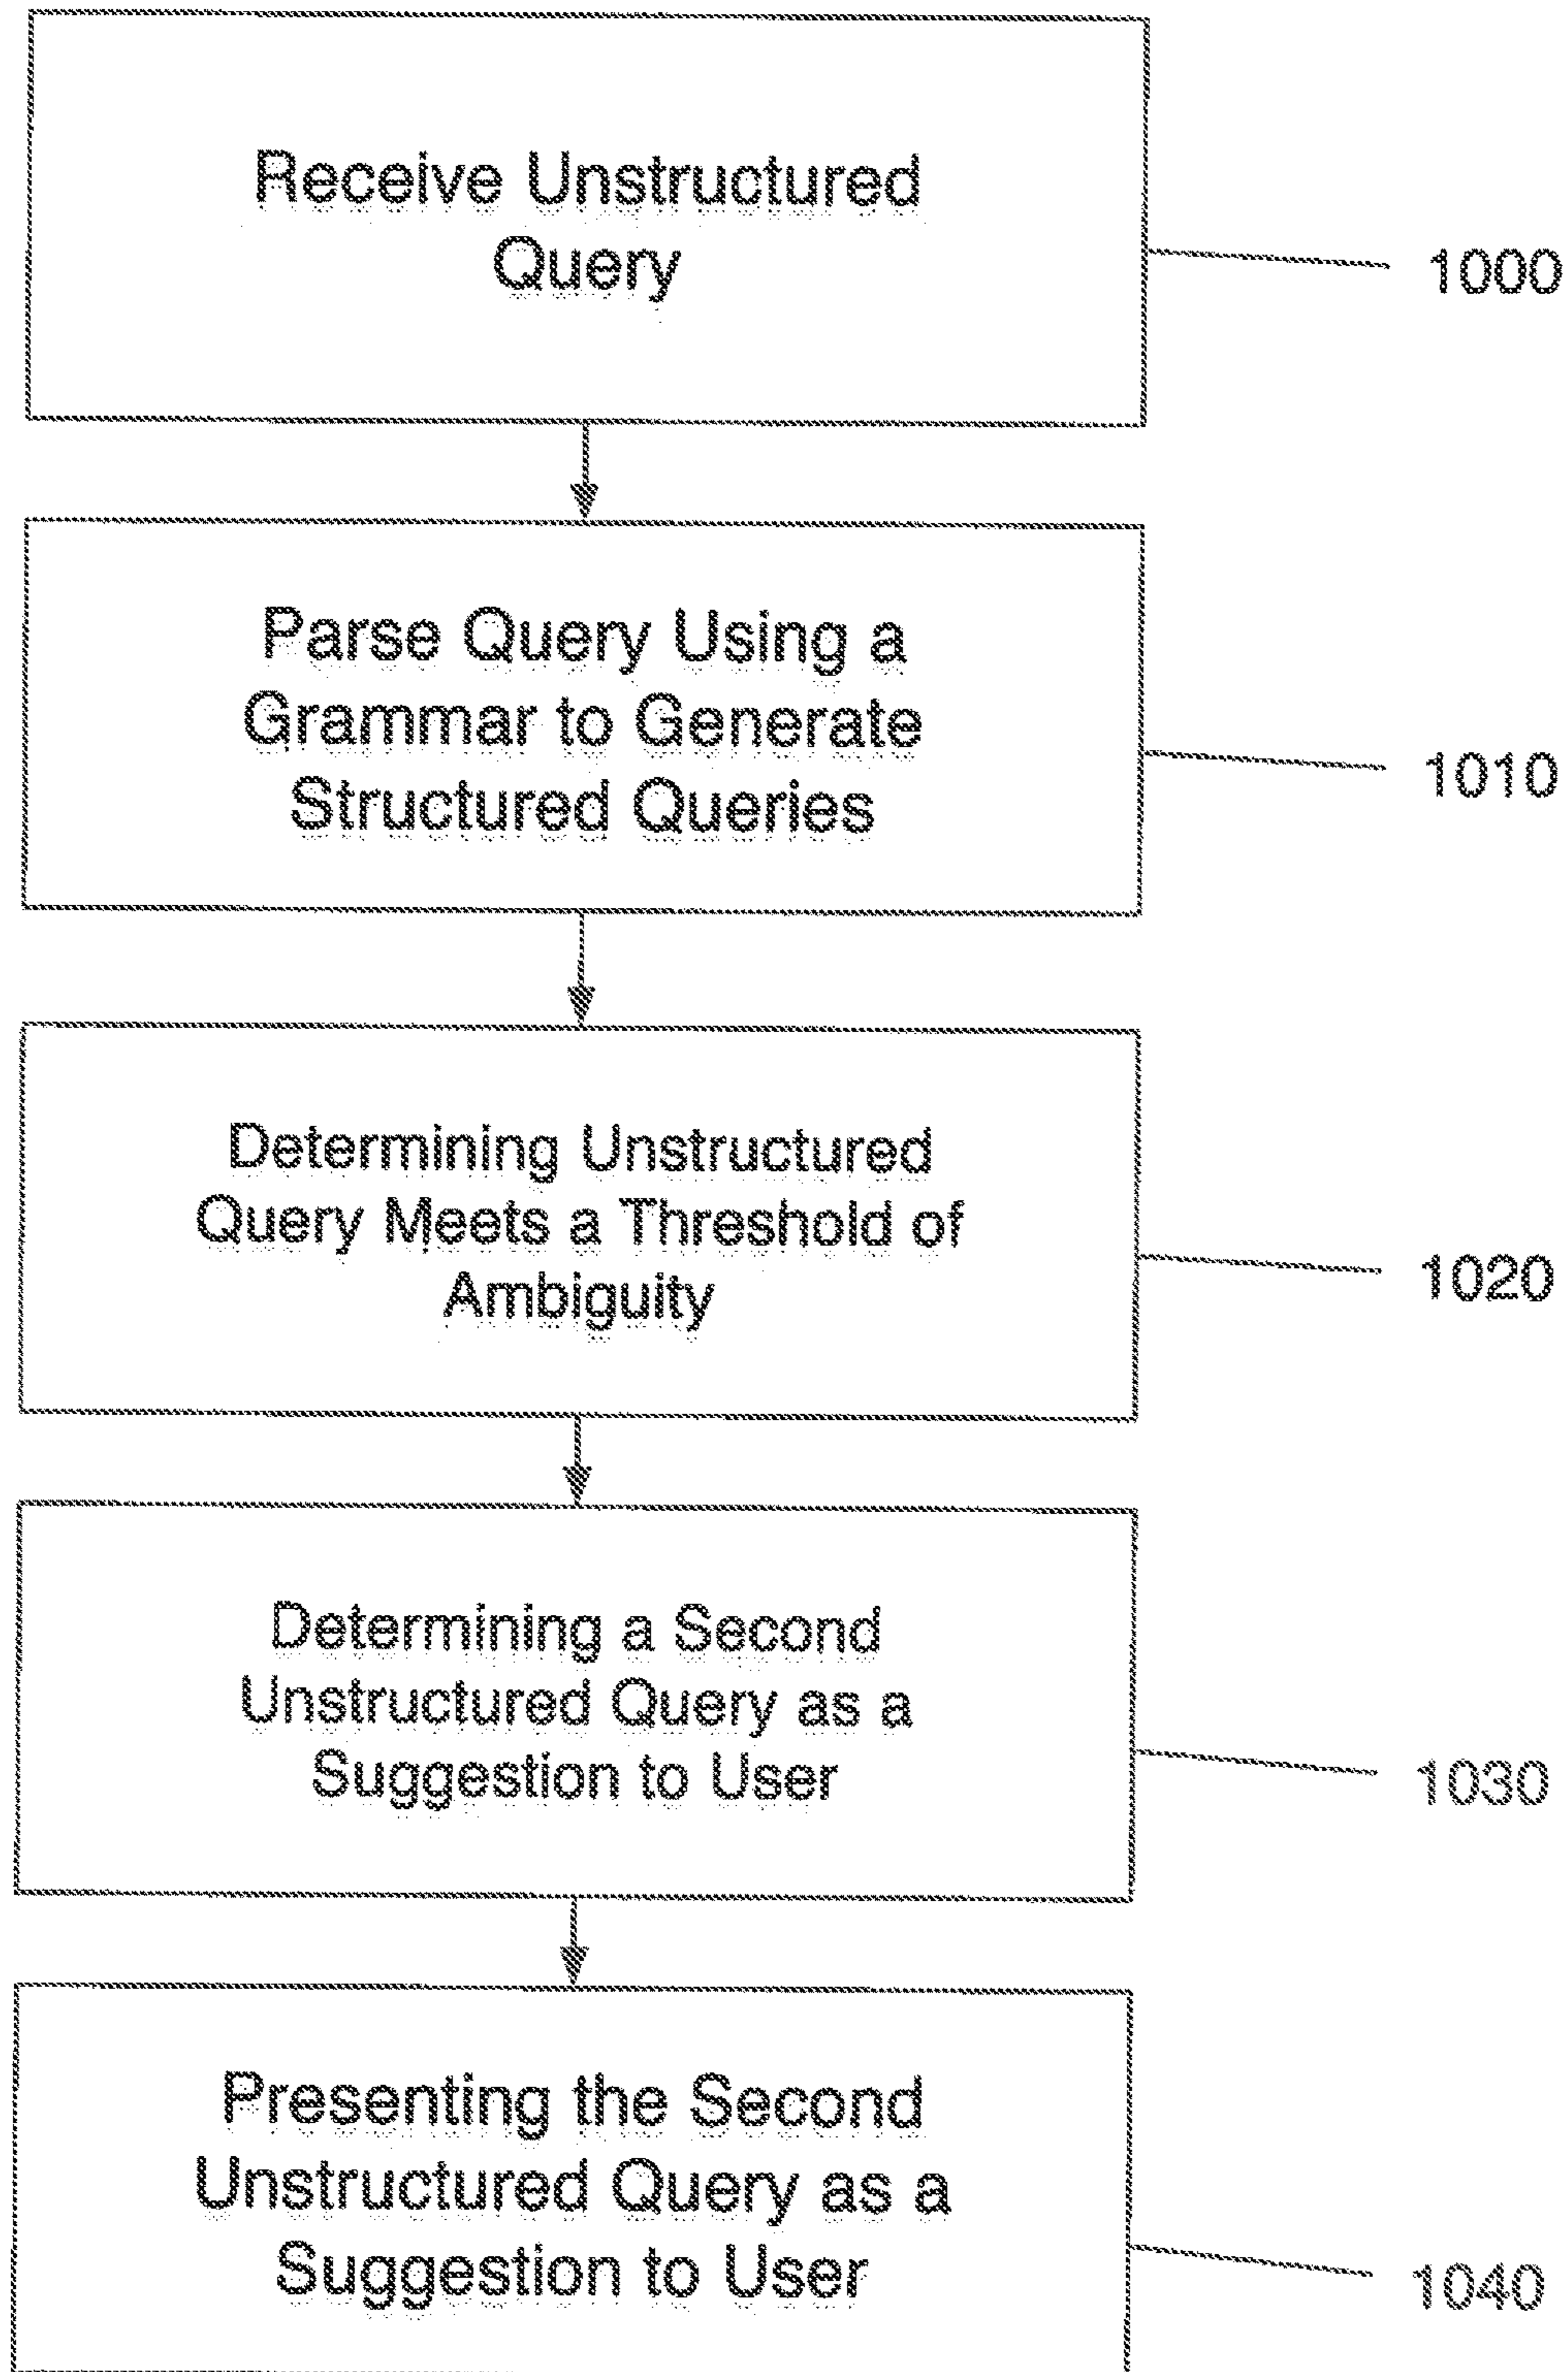 Receive Unstructured
Query
1000
Parse Query Using a
Grammar to Generate
Structured Queries
1010
Determining Unstructured
Query Meets a Threshold of
Ambiguity
1020
Determining a Second
Unstructured Query as a
Suggestion to User
1030
Presenting the Second
Unstructured Query as a
Suggestion to User
1040